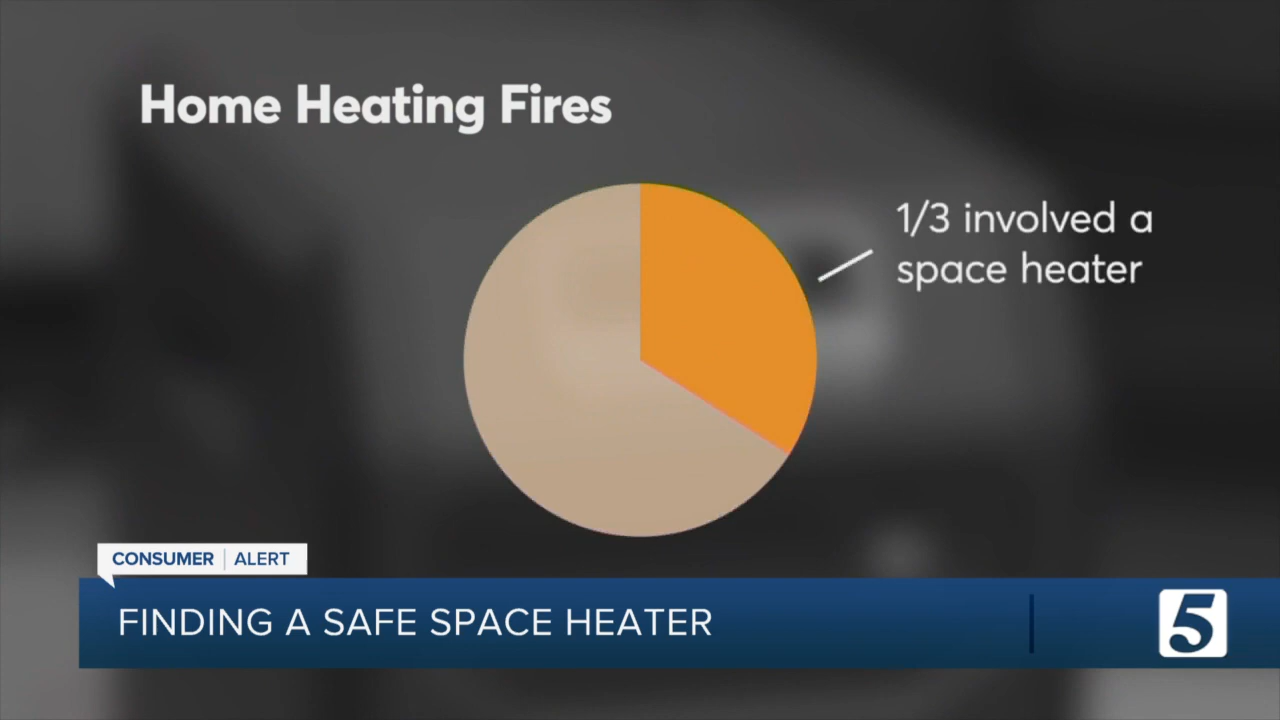 Home Heating Fires
1/3 involved a
space heater
CONSUMER | ALERT
FINDING A SAFE SPACE HEATER
5